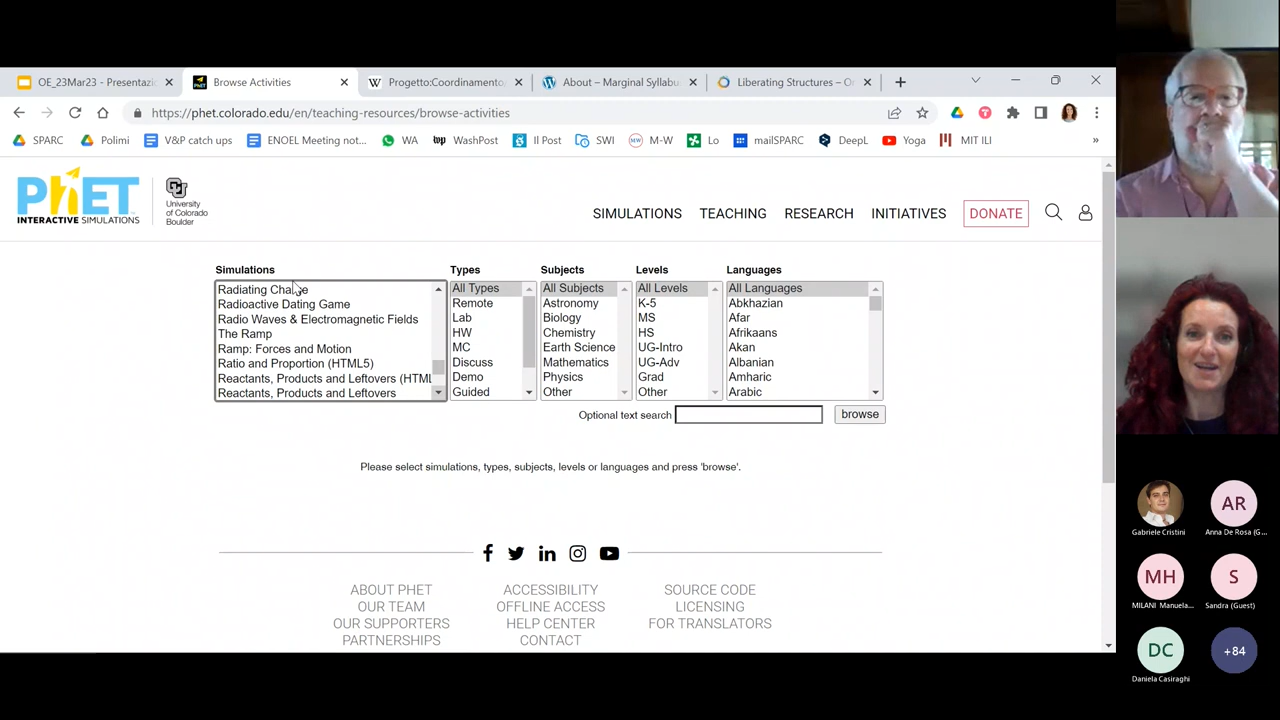 OE_23Mar23 - Presentazi
Browse Activities
Progetto:Coordinamento
About – Marginal Syllabu
Liberating Structures – O
https://phet.colorado.edu/en/teaching-resources/browse-activities
SPARC
Polimi
V&P catch ups
ENOEL Meeting not...
WA
wp WashPost
Il Post
SWI
M-W
Lo
mailSPARC
DeepL
Yoga
MIT ILI
»
PhET
INTERACTIVE SIMULATIONS
CU
University
of Colorado
Boulder
SIMULATIONS
TEACHING
RESEARCH
INITIATIVES
DONATE
Simulations
Radiating Charge
Radioactive Dating Game
Radio Waves & Electromagnetic Fields
The Ramp
Ramp: Forces and Motion
Ratio and Proportion (HTML5)
Reactants, Products and Leftovers (HTML
Reactants, Products and Leftovers
Types
All Types
Remote
Lab
HW
MC
Discuss
Demo
Guided
Subjects
All Subjects
Astronomy
Biology
Chemistry
Earth Science
Mathematics
Physics
Other
Levels
All Levels
K-5
MS
HS
UG-Intro
UG-Adv
Grad
Other
Languages
All Languages
Abkhazian
Afar
Afrikaans
Akan
Albanian
Amharic
Arabic
Optional text search
browse
Please select simulations, types, subjects, levels or languages and press 'browse'.
ABOUT PHET
OUR TEAM
OUR SUPPORTERS
PARTNERSHIPS
ACCESSIBILITY
OFFLINE ACCESS
HELP CENTER
CONTACT
SOURCE CODE
LICENSING
FOR TRANSLATORS
Gabriele Cristini
AR
Anna De Rosa (G...
MH
MILANI Manuela...
S
Sandra (Guest)
DC
Daniela Casiraghi
+84